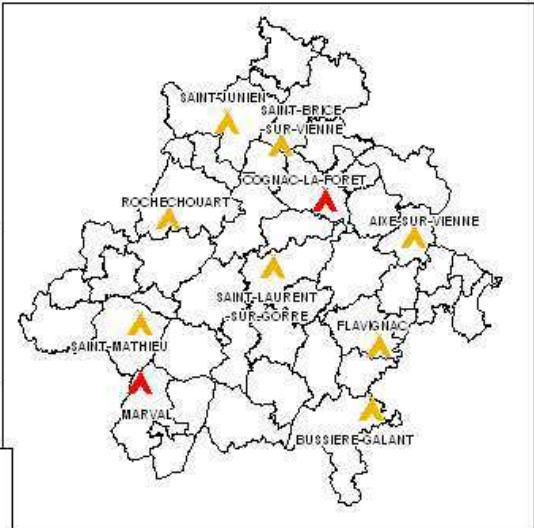 SAINT-JUNIEN
SAINT-BRICE
-SUR-VIENNE
COGNAC-LA-FORET
ROCHECHOUART
AIXE-SUR-VIENNE
SAINT-LAURENT
-SUR-GORRE
FLAVIGNAC
SAINT-MATHIEU
MARVAL
BUSSIERE-GALANT